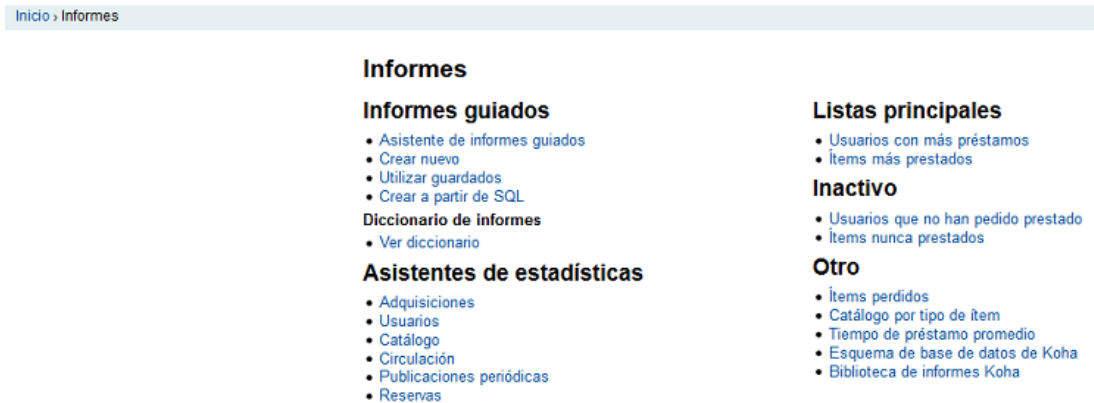 Inicio › Informes
Informes
Informes guiados
Asistente de informes guiados
Crear nuevo
Utilizar guardados
Crear a partir de SQL
Diccionario de informes
Ver diccionario
Asistentes de estadísticas
Adquisiciones
Usuarios
Catálogo
Circulación
Publicaciones periódicas
Reservas
Listas principales
Usuarios con más préstamos
Ítems más prestados
Inactivo
Usuarios que no han pedido prestado
Ítems nunca prestados
Otro
Ítems perdidos
Catálogo por tipo de ítem
Tiempo de préstamo promedio
Esquema de base de datos de Koha
Biblioteca de informes Koha